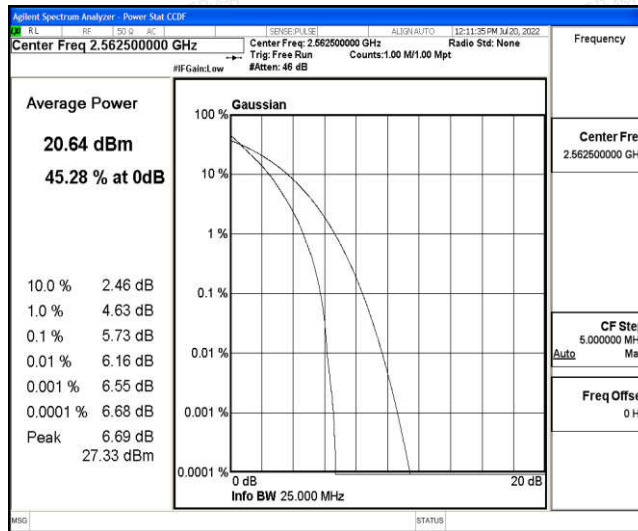 Agilent Spectrum Analyzer - Power Stat CCDF
RL RF 50 Ω AC SENSE:PULSE ALIGN AUTO 12:11:35 PM Jul 20, 2022
Center Freq 2.562500000 GHz
Center Freq: 2.562500000 GHz Radio Std: None
Trig: Free Run Counts:1.00 M/1.00 Mpt
#IFGain:Low #Atten: 46 dB
Frequency
Average Power
20.64 dBm
45.28 % at 0dB
10.0 % 2.46 dB
1.0 % 4.63 dB
0.1 % 5.73 dB
0.01 % 6.16 dB
0.001 % 6.55 dB
0.0001 % 6.68 dB
Peak 6.69 dB
27.33 dBm
Gaussian
100 %
10 %
1 %
0.1 %
0.01 %
0.001 %
0.0001 %
0 dB 20 dB
Info BW 25.000 MHz
Center Fre
2.562500000 GH
CF Ste
5.000000 MH
Auto Ma
Freq Offse
0 H
MSG STATUS